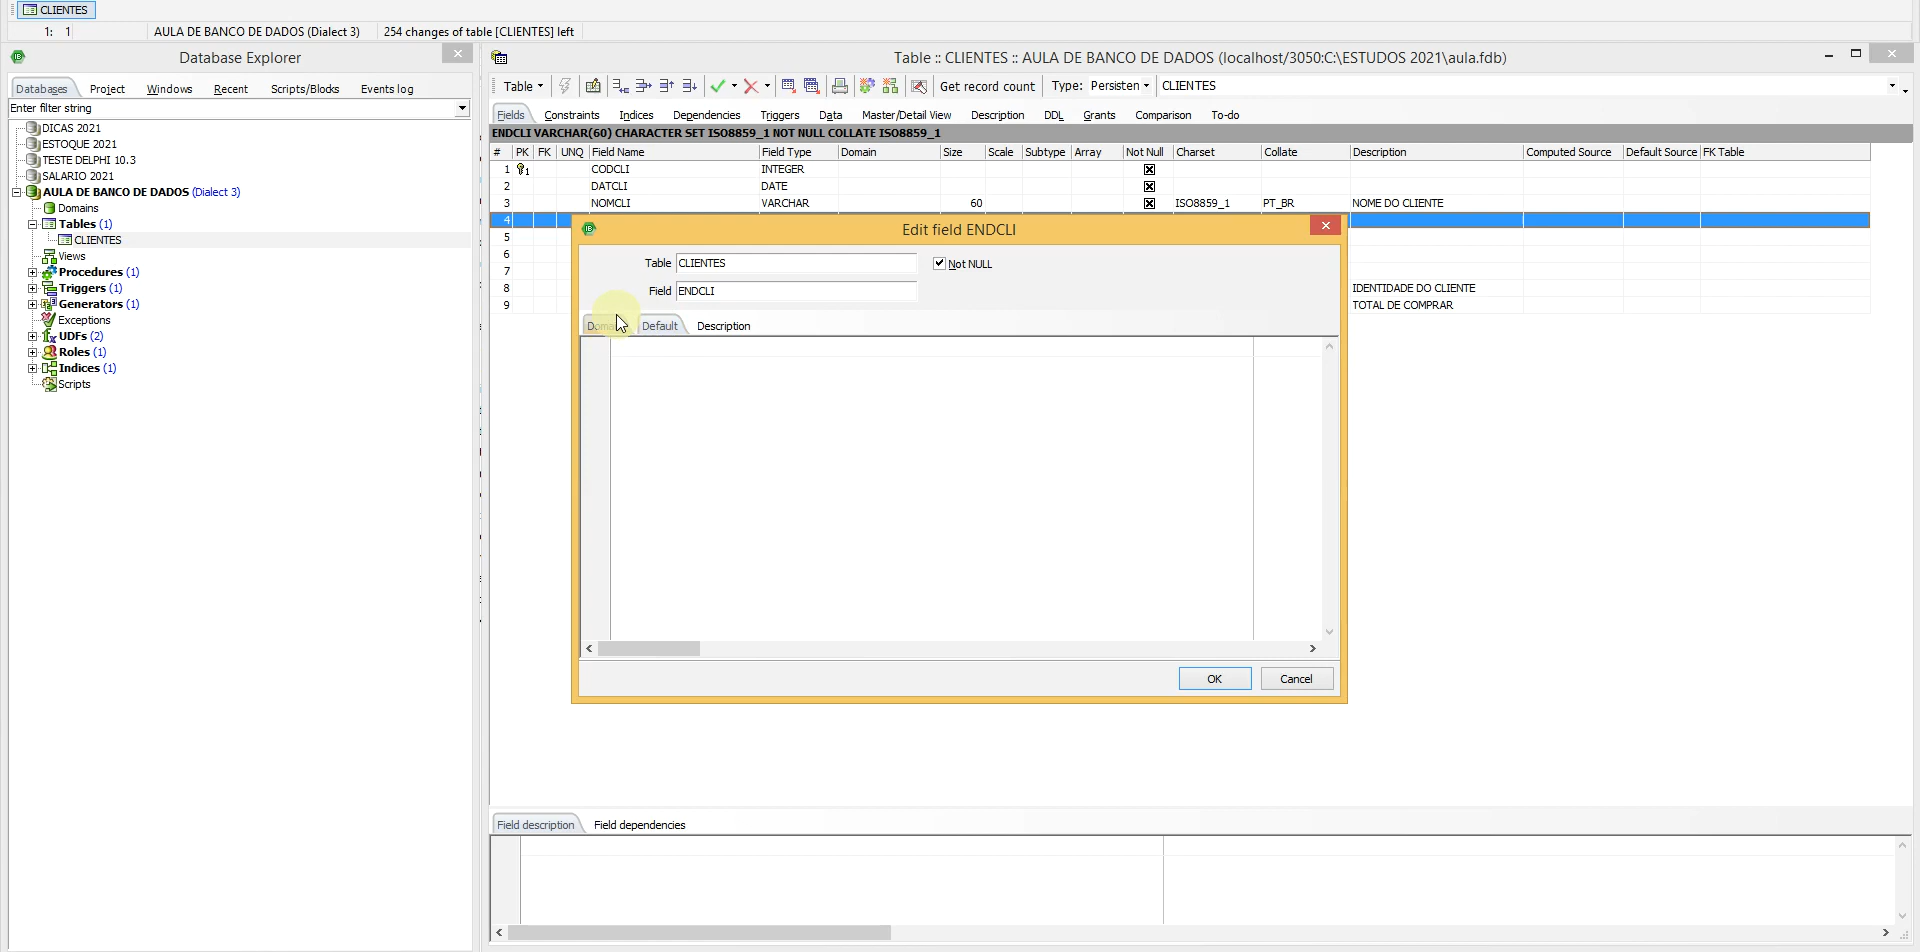 CLIENTES
1: 1 AULA DE BANCO DE DADOS (Dialect 3) 254 changes of table [CLIENTES] left
Database Explorer
Databases Project Windows Recent Scripts/Blocks Events log
Enter filter string
DICAS 2021
ESTOQUE 2021
TESTE DELPHI 10.3
SALARIO 2021
AULA DE BANCO DE DADOS (Dialect 3)
Domains
Tables (1)
CLIENTES
Views
Procedures (1)
Triggers (1)
Generators (1)
Exceptions
UDFs (2)
Roles (1)
Indices (1)
Scripts
Table :: CLIENTES :: AULA DE BANCO DE DADOS (localhost/3050:C:\ESTUDOS 2021\aula.fdb)
Table Get record count Type: Persisten CLIENTES
Fields Constraints Indices Dependencies Triggers Data Master/Detail View Description DDL Grants Comparison To-do
ENDCLI VARCHAR(60) CHARACTER SET ISO8859_1 NOT NULL COLLATE ISO8859_1
# PK FK UNQ Field Name Field Type Domain Size Scale Subtype Array Not Null Charset Collate Description Computed Source Default Source FK Table
1 1 CODCLI INTEGER
2 DATCLI DATE
3 NOMCLI VARCHAR 60 ISO8859_1 PT_BR NOME DO CLIENTE
4
5
6
7
8 IDENTIDADE DO CLIENTE
9 TOTAL DE COMPRAR
Edit field ENDCLI
Table CLIENTES Not NULL
Field ENDCLI
Default Description
OK Cancel
Field description Field dependencies